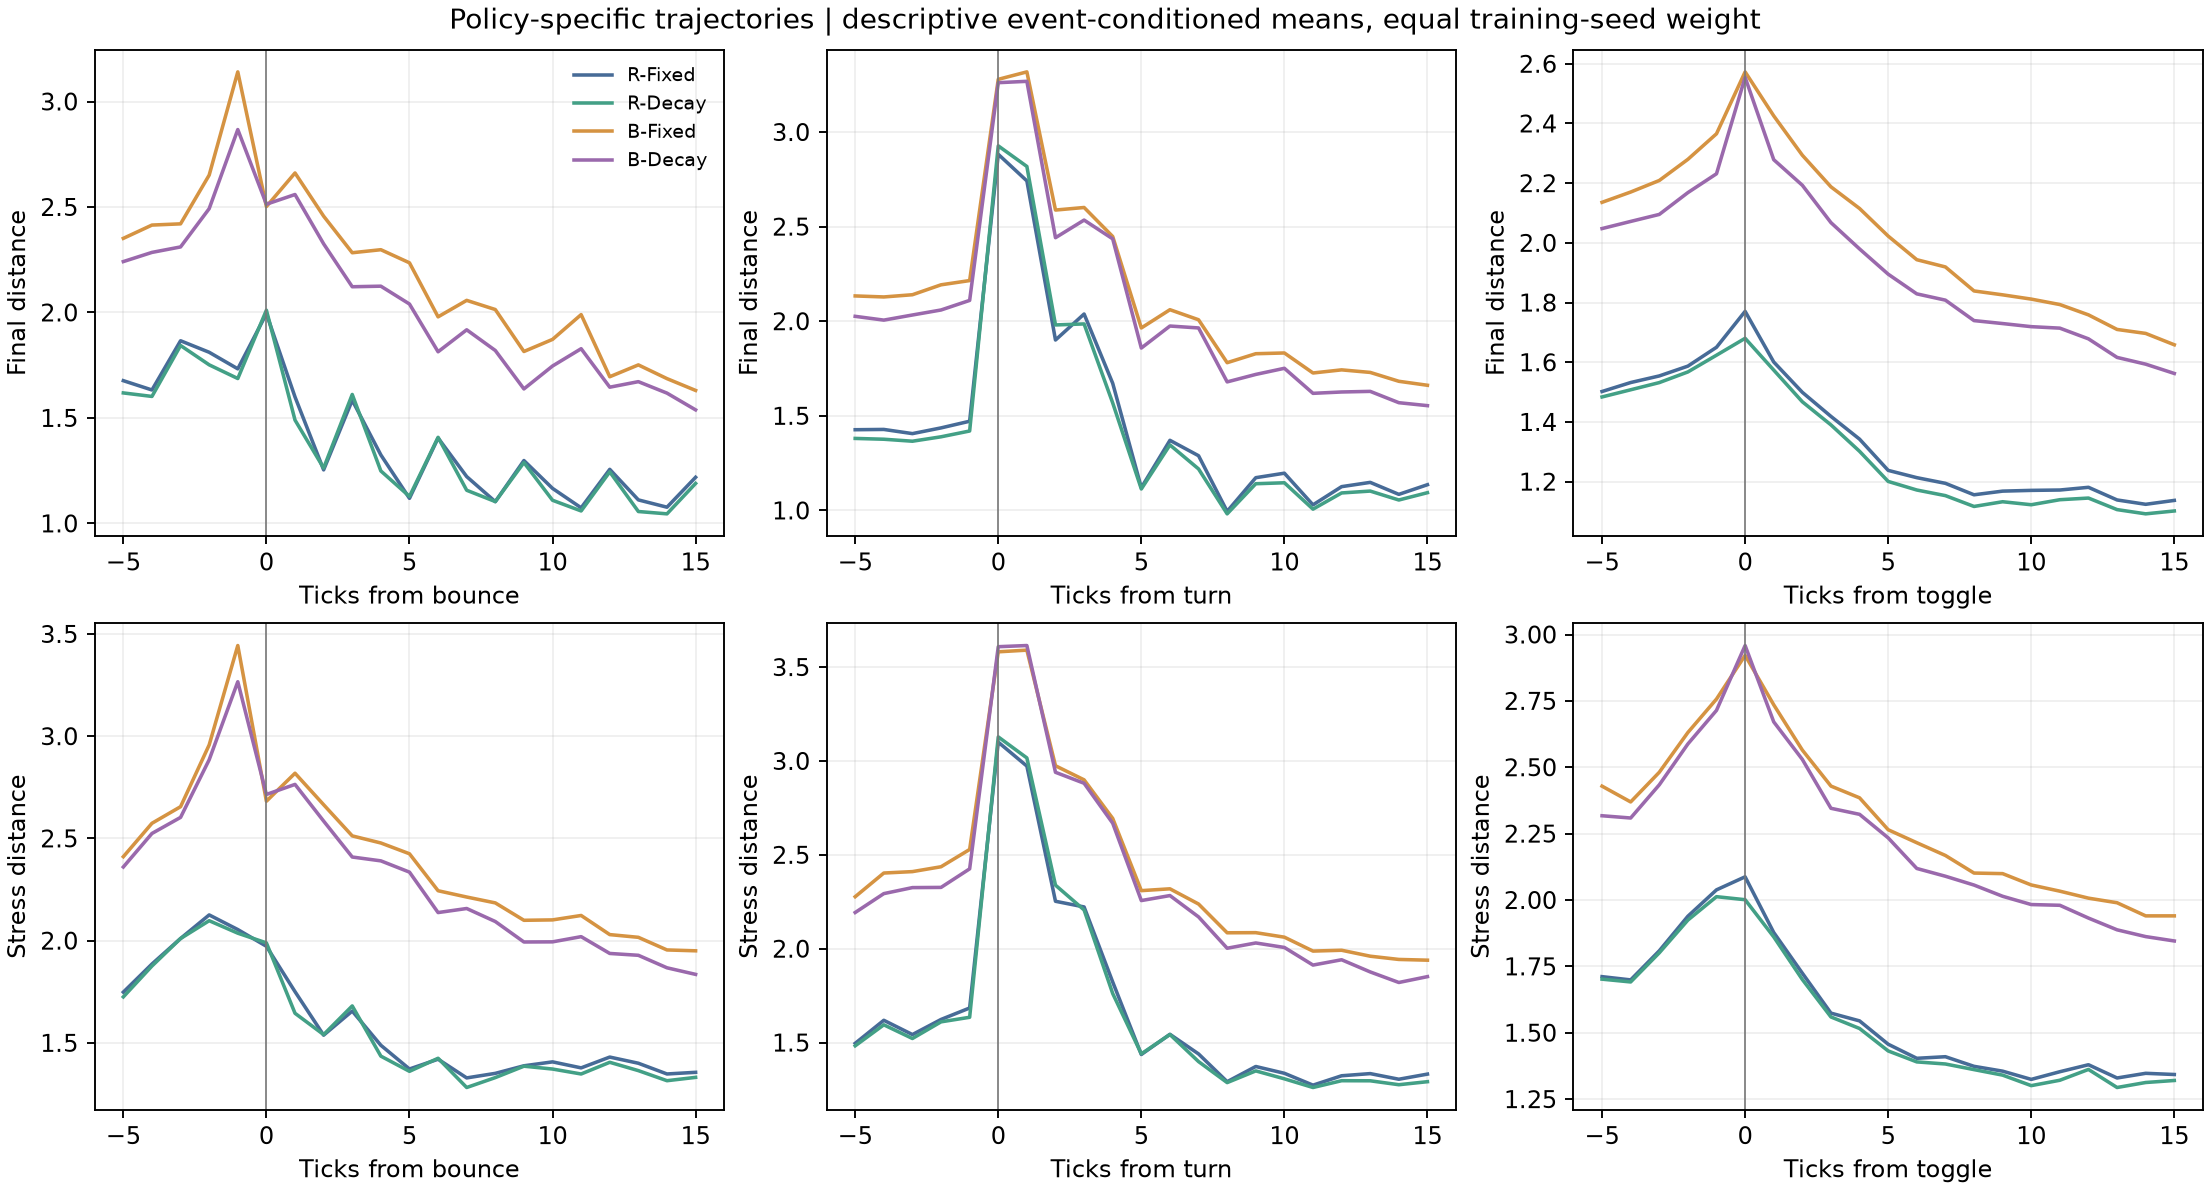 Policy-specific trajectories | descriptive event-conditioned means, equal training-seed weight
Final distance
3.0
2.5
2.0
1.5
1.0
R-Fixed
R-Decay
B-Fixed
B-Decay
−5 0 5 10 15
Ticks from bounce
Final distance
3.0
2.5
2.0
1.5
1.0
−5 0 5 10 15
Ticks from turn
Final distance
2.6
2.4
2.2
2.0
1.8
1.6
1.4
1.2
−5 0 5 10 15
Ticks from toggle
Stress distance
3.5
3.0
2.5
2.0
1.5
−5 0 5 10 15
Ticks from bounce
Stress distance
3.5
3.0
2.5
2.0
1.5
−5 0 5 10 15
Ticks from turn
Stress distance
3.00
2.75
2.50
2.25
2.00
1.75
1.50
1.25
−5 0 5 10 15
Ticks from toggle